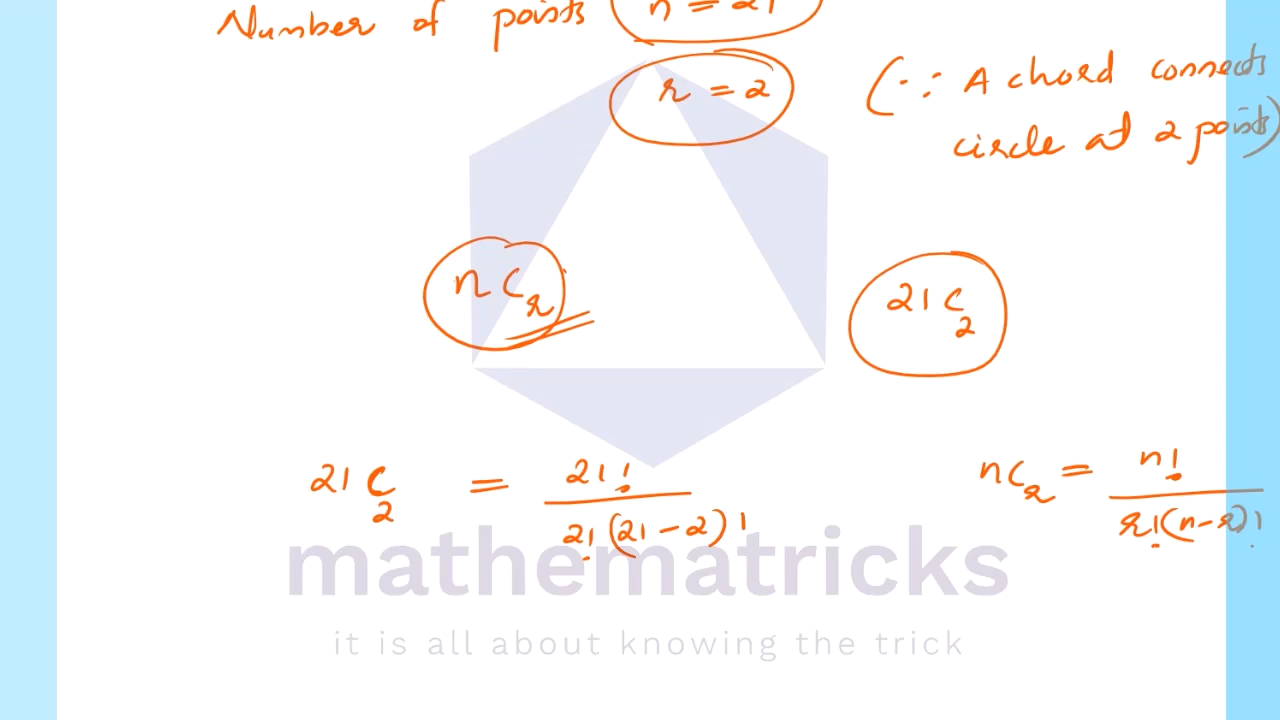 Number of points n = 21
r = 2 (∵ A chord connects
circle at 2 points)
nCr 21C2
21C2 = 21! / 2!(21-2)! nCr = n! / r!(n-r)!
mathematricks
it is all about knowing the trick